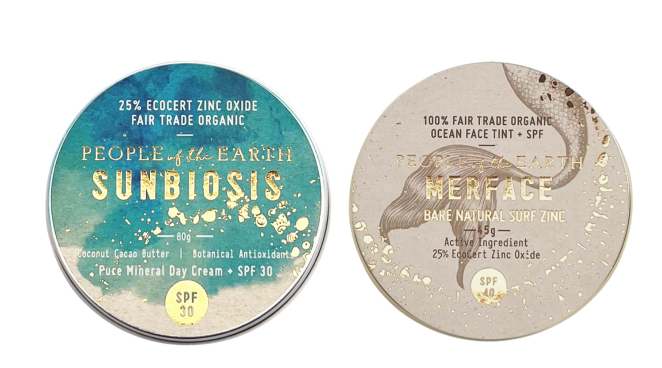 25% ECOCERT ZINC OXIDE
FAIR TRADE ORGANIC
PEOPLE of the EARTH
SUNBIOSIS
80g
Coconut Cacao Butter | Botanical Antioxidants
Puce Mineral Day Cream + SPF 30
SPF
30
100% FAIR TRADE ORGANIC
OCEAN FACE TINT + SPF
PEOPLE of the EARTH
MERFACE
BARE NATURAL SURF ZINC
45g
Active Ingredient
25% EcoCert Zinc Oxide
SPF
40